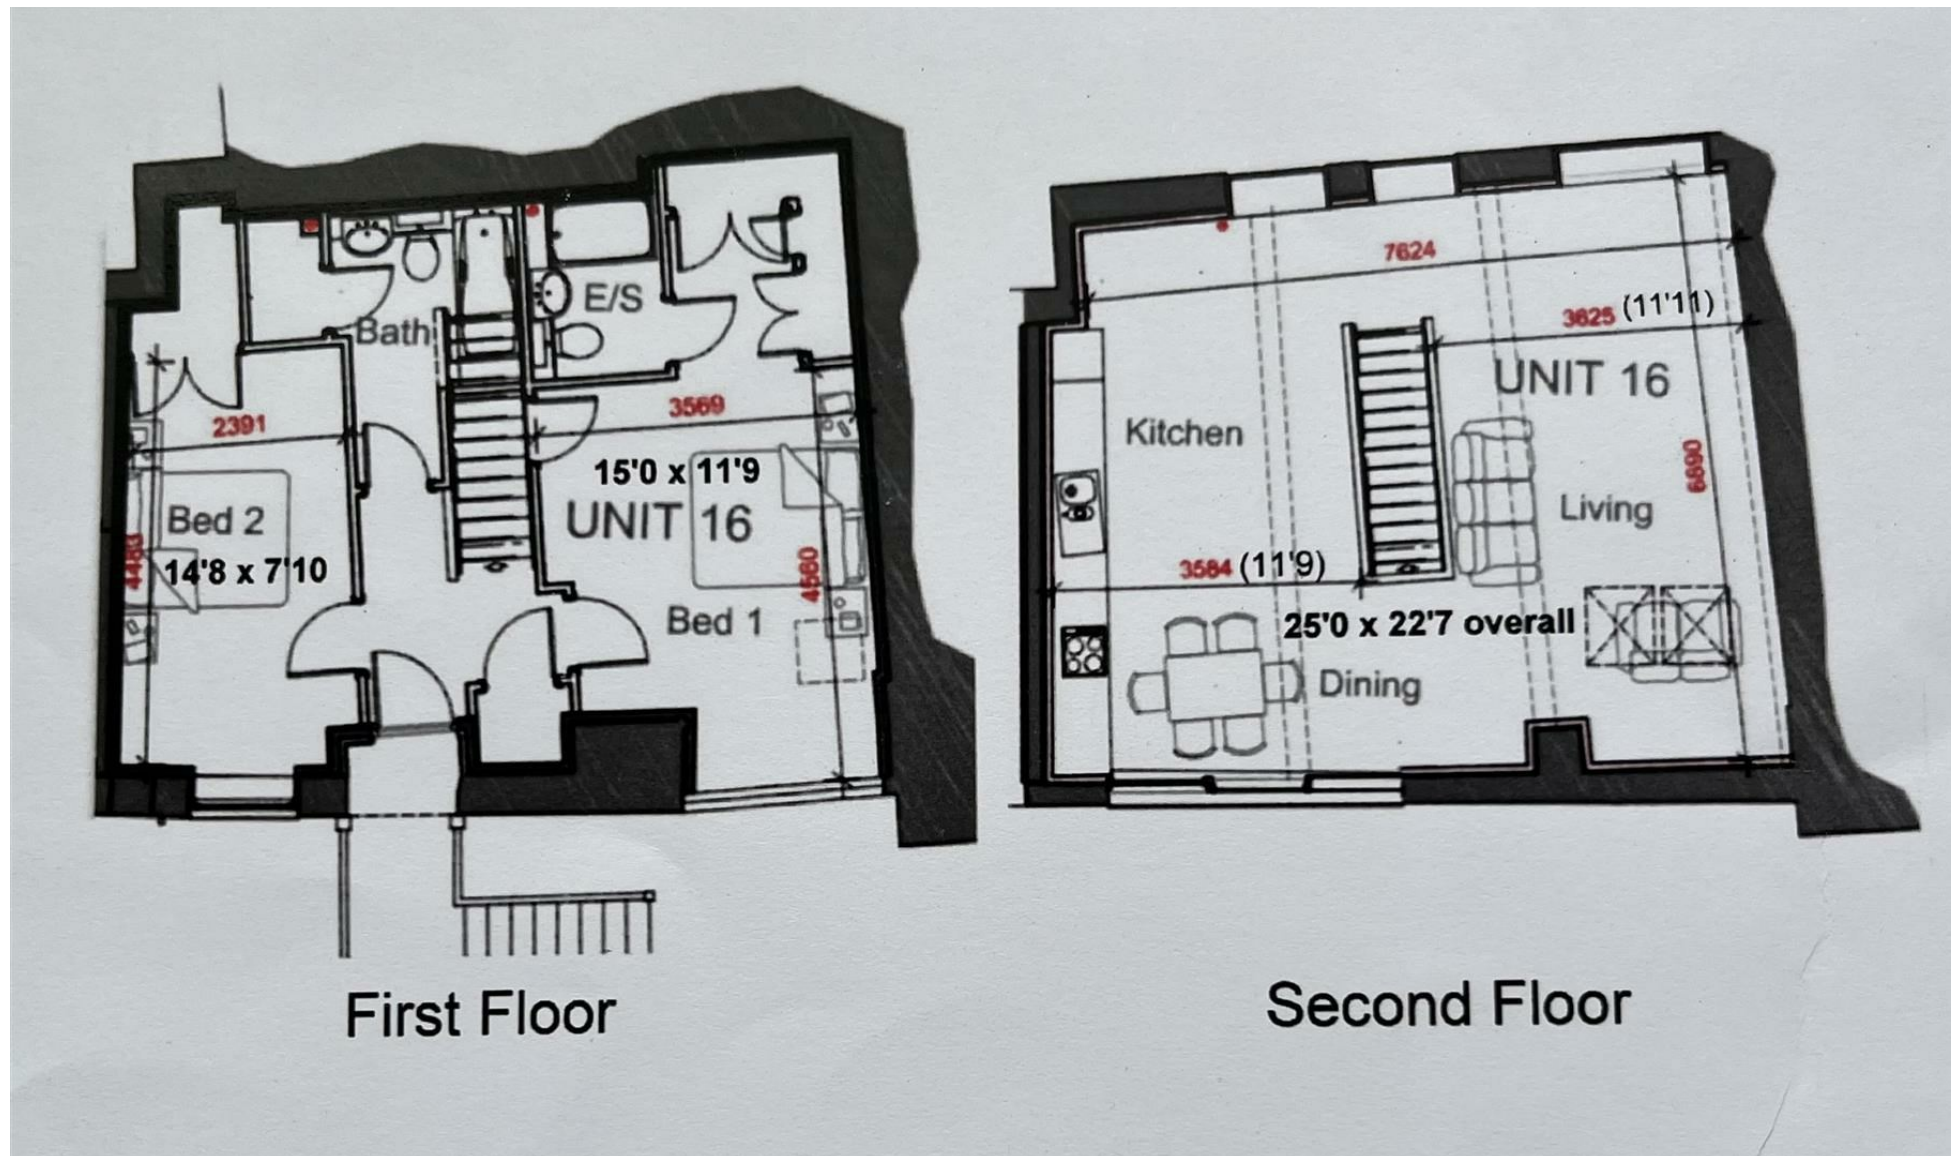 Bath
E/S
2391
3569
15'0 x 11'9
UNIT 16
Bed 2
14'8 x 7'10
4483
4560
Bed 1
First Floor
7624
3625 (11'11)
UNIT 16
Kitchen
6890
Living
3584 (11'9)
25'0 x 22'7 overall
Dining
Second Floor